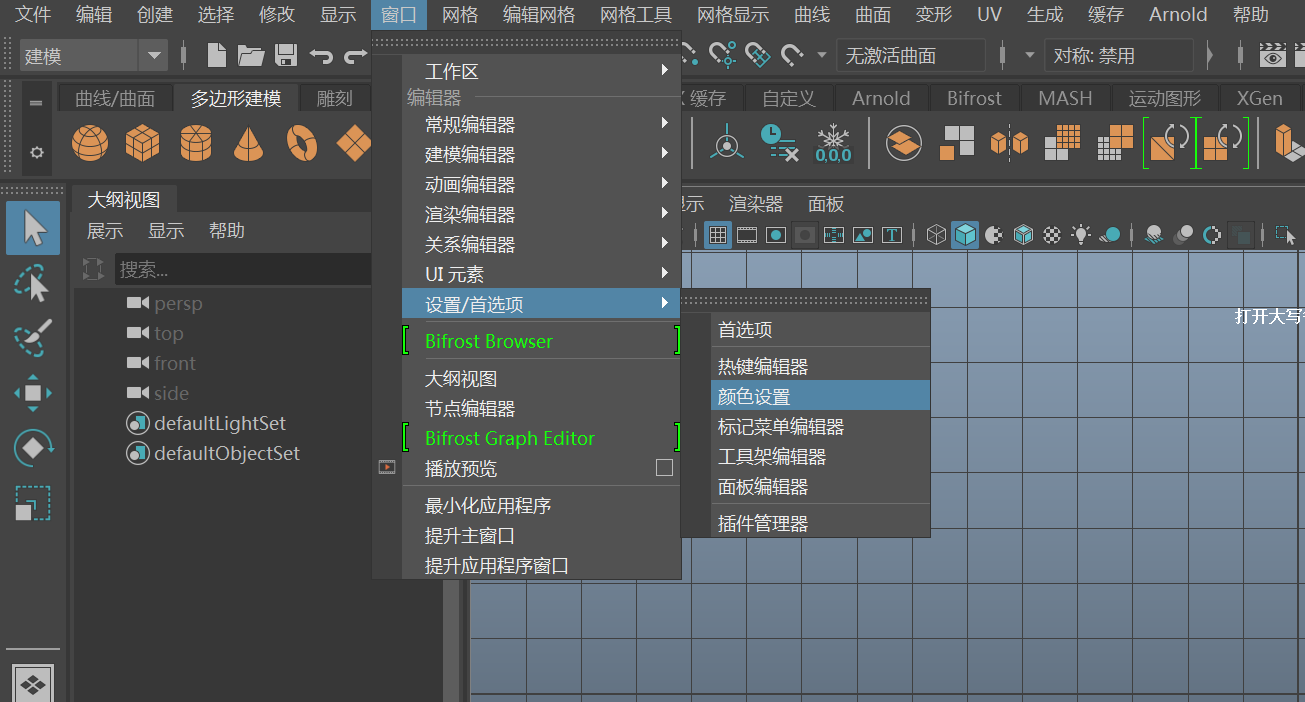 文件 编辑 创建 选择 修改 显示 窗口 网格 编辑网格 网格工具 网格显示 曲线 曲面 变形 UV 生成 缓存 Arnold 帮助
建模 无激活曲面 对称: 禁用
曲线/曲面 多边形建模 雕刻 缓存 自定义 Arnold Bifrost MASH 运动图形 XGen
0,0,0
大纲视图
展示 显示 帮助
搜索...
persp
top
front
side
defaultLightSet
defaultObjectSet
工作区
编辑器
常规编辑器
建模编辑器
动画编辑器
渲染编辑器
关系编辑器
UI 元素
设置/首选项
Bifrost Browser
大纲视图
节点编辑器
Bifrost Graph Editor
播放预览
最小化应用程序
提升主窗口
提升应用程序窗口
首选项
热键编辑器
颜色设置
标记菜单编辑器
工具架编辑器
面板编辑器
插件管理器
渲染器 面板
打开大写